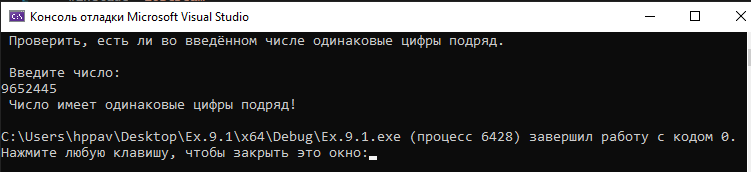 Консоль отладки Microsoft Visual Studio
Проверить, есть ли во введённом числе одинаковые цифры подряд.
Введите число:
9652445
Число имеет одинаковые цифры подряд!
C:\Users\hppav\Desktop\Ex.9.1\x64\Debug\Ex.9.1.exe (процесс 6428) завершил работу с кодом 0.
Нажмите любую клавишу, чтобы закрыть это окно: